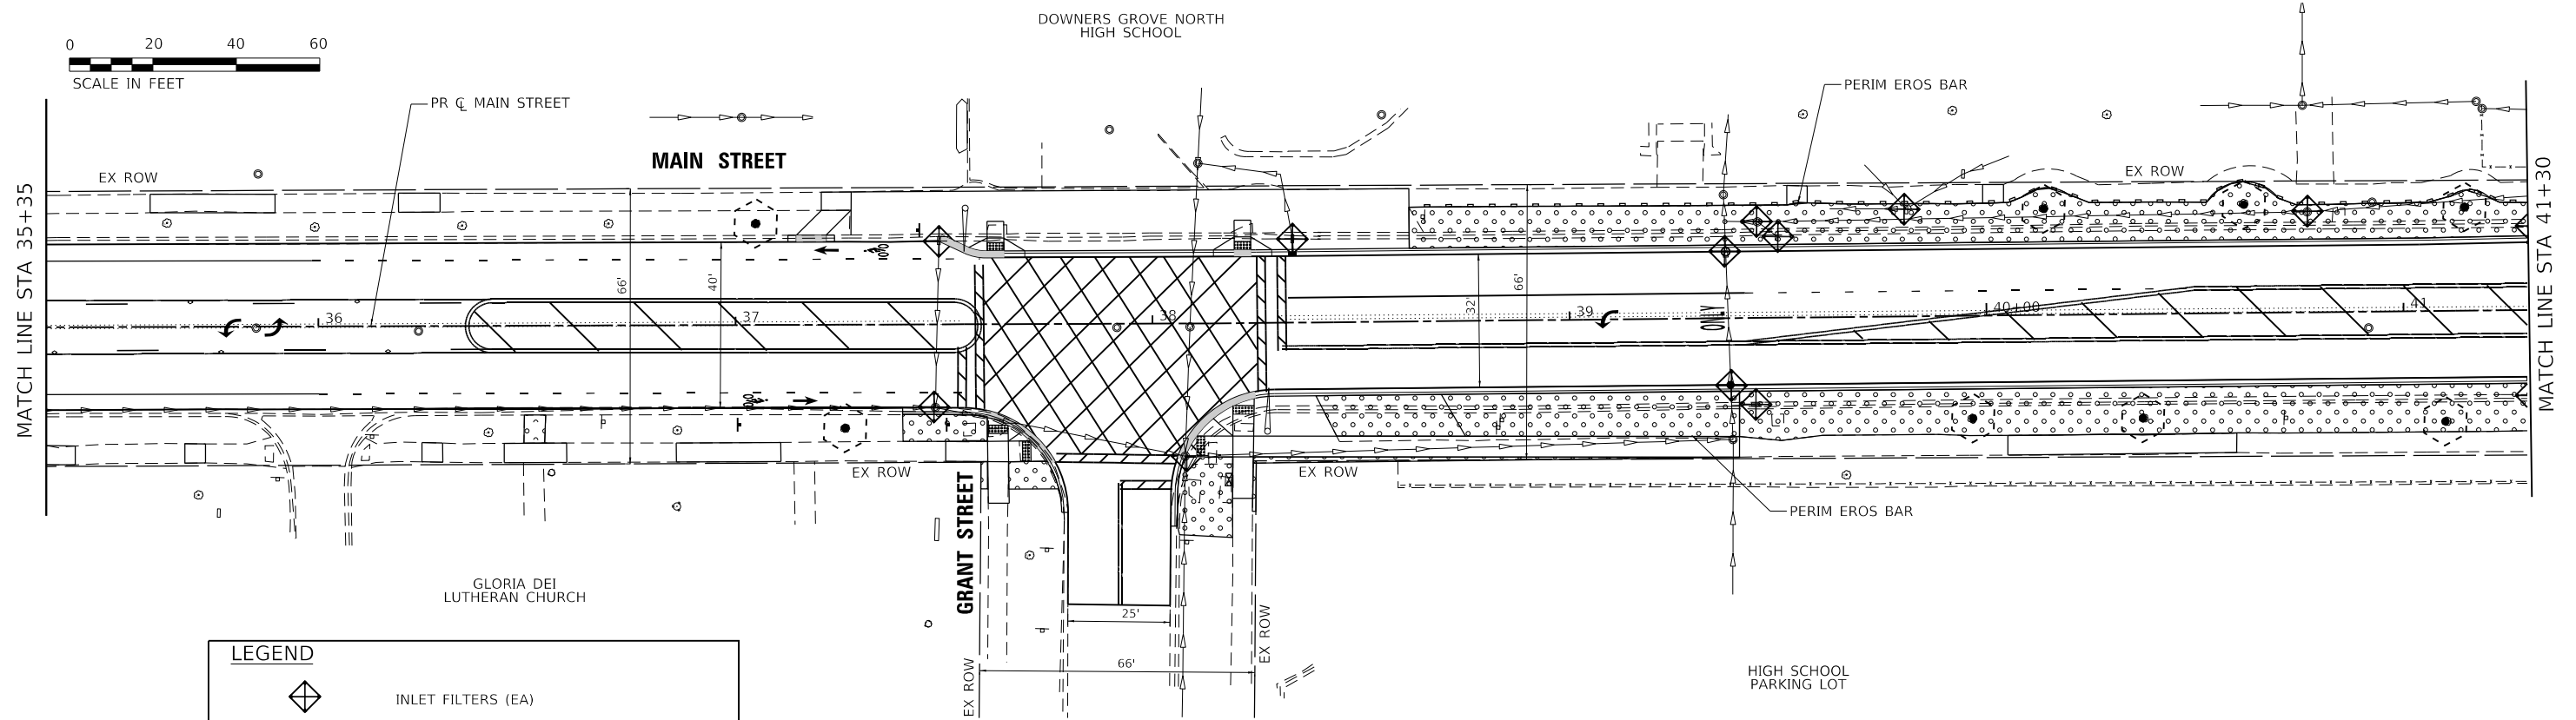 DOWNERS GROVE NORTH
HIGH SCHOOL
0 20 40 60
SCALE IN FEET
PR ℄ MAIN STREET
PERIM EROS BAR
MAIN STREET
EX ROW
EX ROW
MATCH LINE STA 35+35
MATCH LINE STA 41+30
66'
40'
32'
66'
36
37
38
39
ONLY
40+00
41
EX ROW
EX ROW
PERIM EROS BAR
GRANT STREET
GLORIA DEI
LUTHERAN CHURCH
25'
66'
EX ROW
EX ROW
HIGH SCHOOL
PARKING LOT
LEGEND
INLET FILTERS (EA)